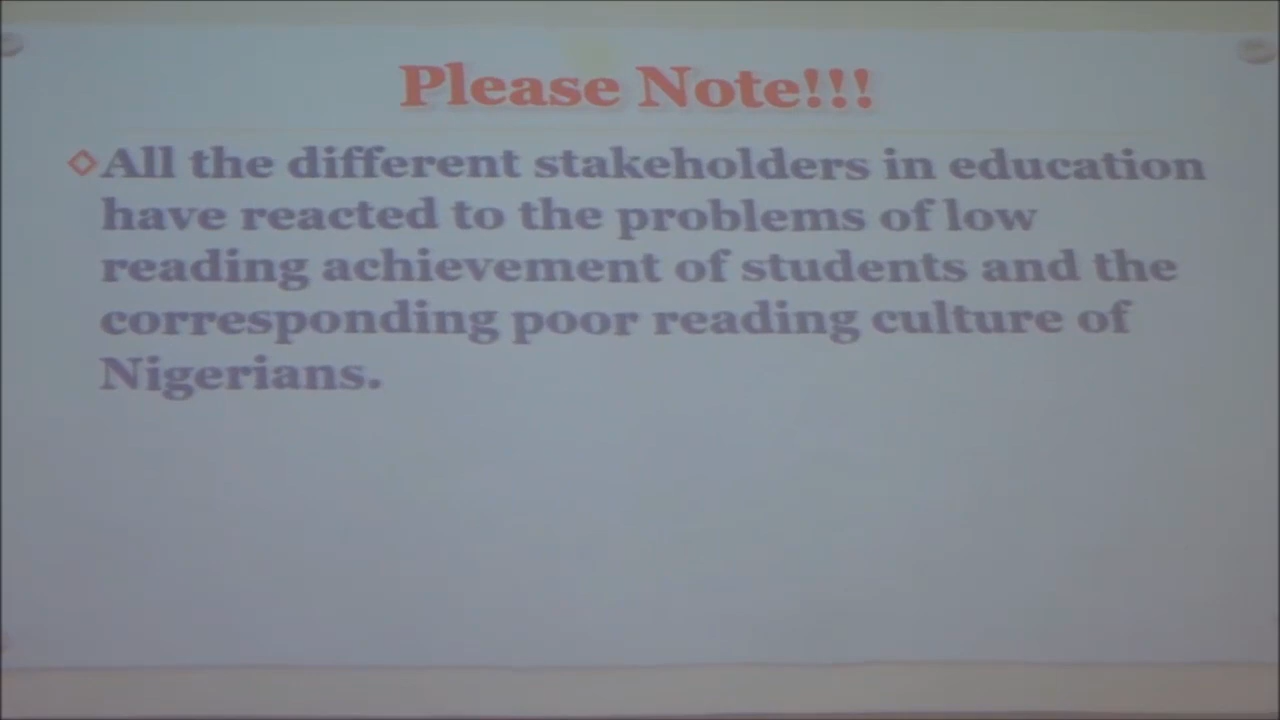 Please Note!!!
All the different stakeholders in education
have reacted to the problems of low
reading achievement of students and the
corresponding poor reading culture of
Nigerians.